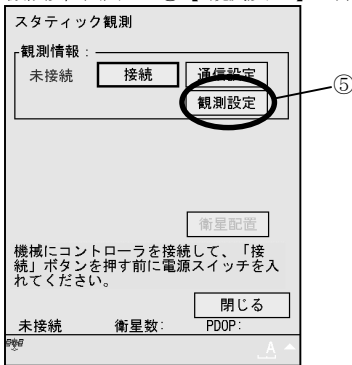 スタティック観測
観測情報：
未接続 接続 通信設定
観測設定
⑤
衛星配置
機械にコントローラを接続して、「接
続」ボタンを押す前に電源スイッチを入
れてください。
閉じる
未接続 衛星数: PDOP:
A